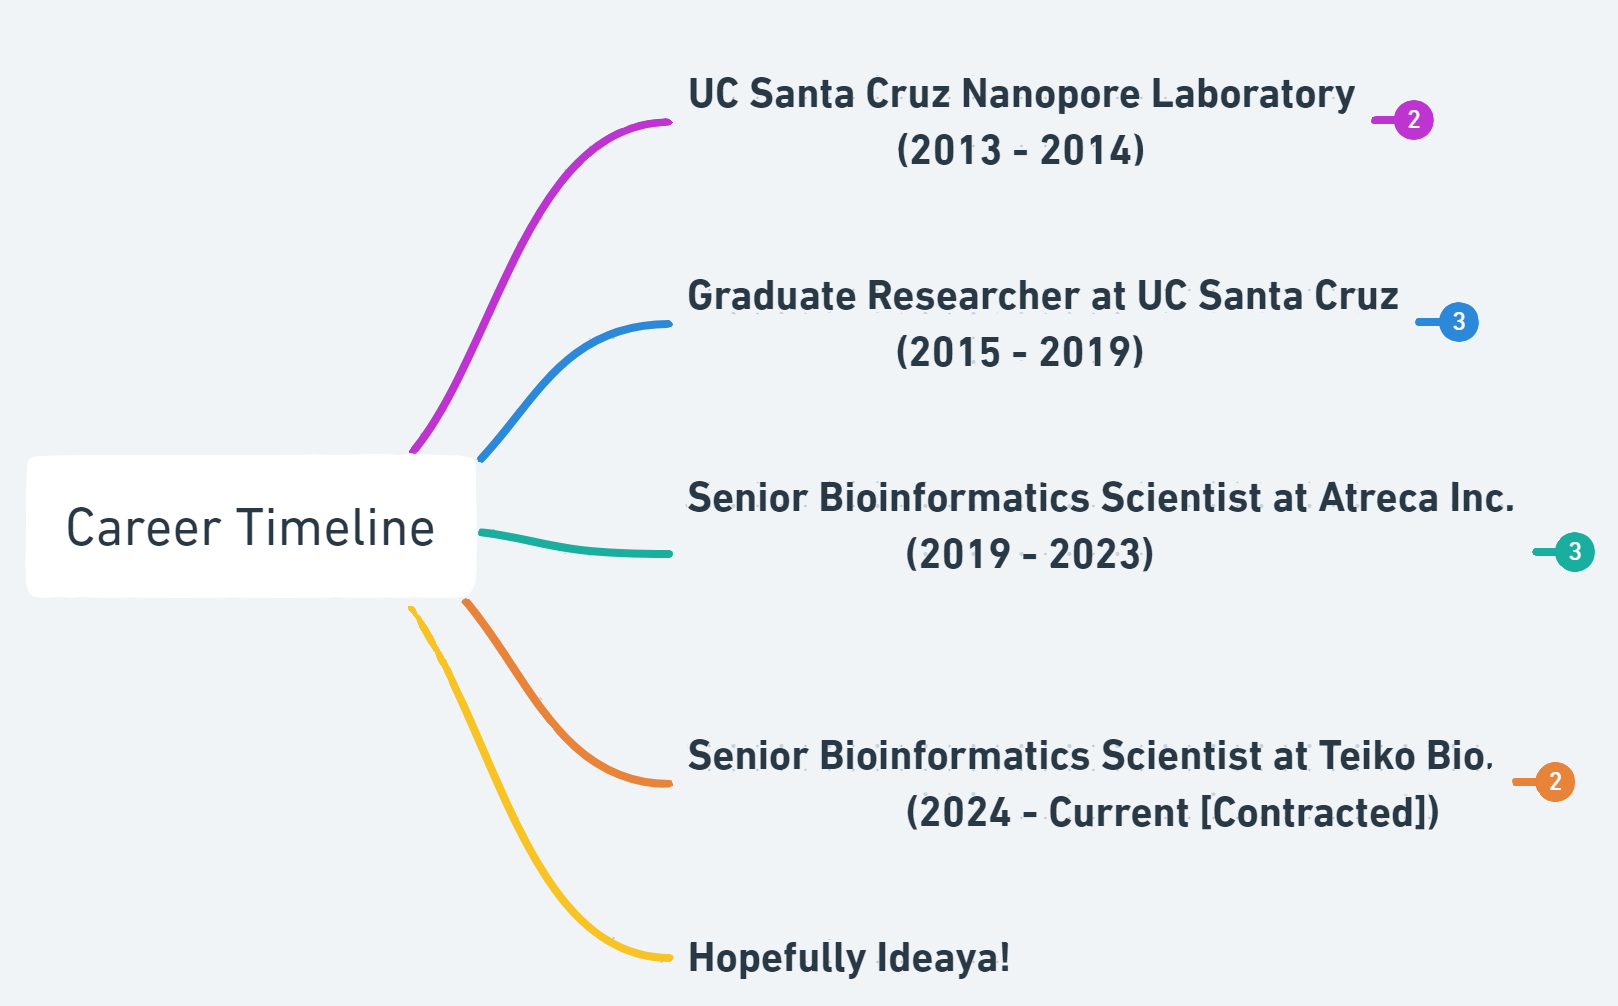 UC Santa Cruz Nanopore Laboratory
(2013 - 2014)
2
Graduate Researcher at UC Santa Cruz
(2015 - 2019)
3
Career Timeline
Senior Bioinformatics Scientist at Atreca Inc.
(2019 - 2023)
3
Senior Bioinformatics Scientist at Teiko Bio.
(2024 - Current [Contracted])
2
Hopefully Ideaya!